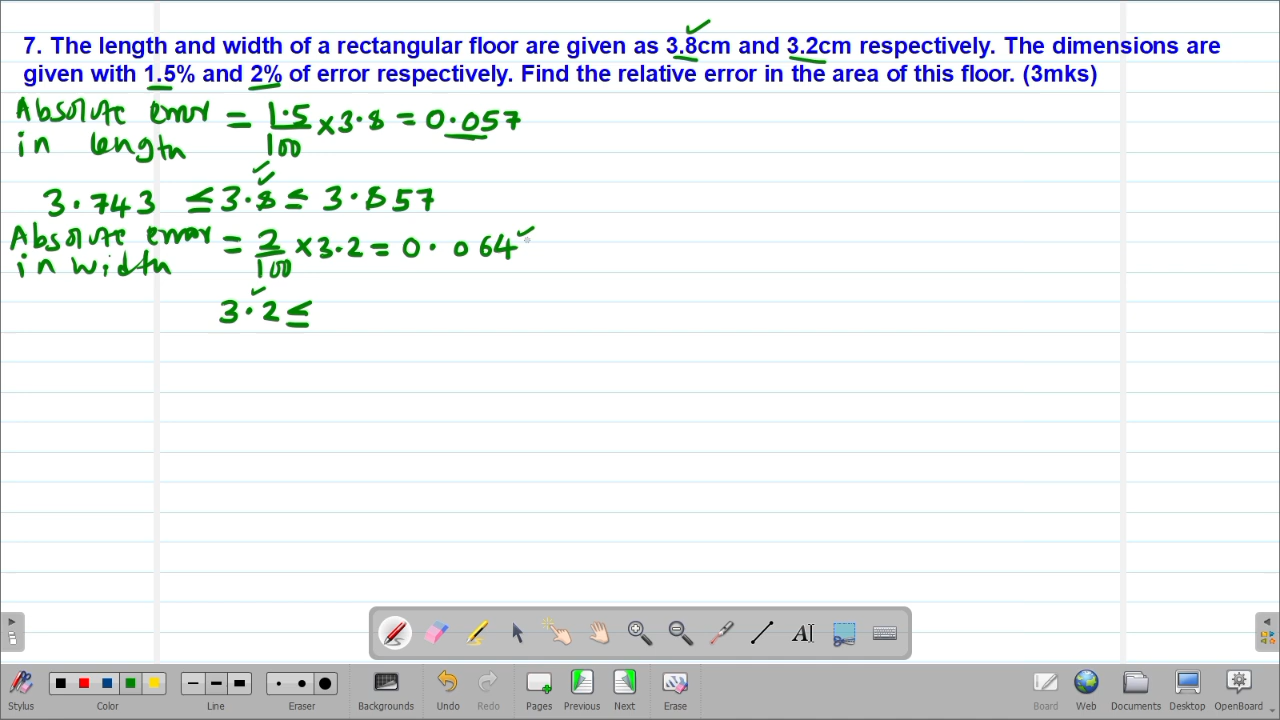 7. The length and width of a rectangular floor are given as 3.8cm and 3.2cm respectively. The dimensions are
given with 1.5% and 2% of error respectively. Find the relative error in the area of this floor. (3mks)
Absolute error in length = 1.5/100 × 3.8 = 0.057
3.743 ≤ 3.8 ≤ 3.857
Absolute error in width = 2/100 × 3.2 = 0.064
3.2 ≤
Stylus Color Line Eraser Backgrounds Undo Redo Pages Previous Next Erase Board Web Documents Desktop OpenBoard